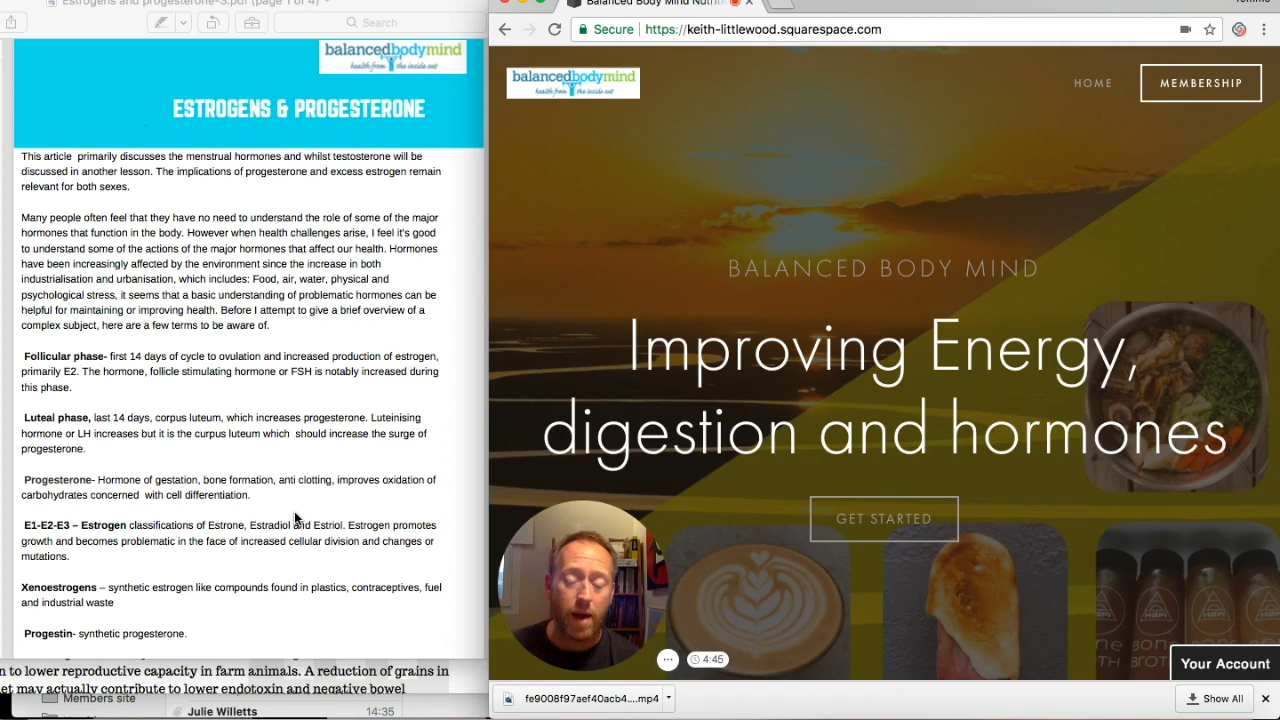 Estrogens and progesterone-3.pdf (page 1 of 4)
Search
balancedbodymind
health from the inside out
ESTROGENS & PROGESTERONE
This article primarily discusses the menstrual hormones and whilst testosterone will be
discussed in another lesson. The implications of progesterone and excess estrogen remain
relevant for both sexes.
Many people often feel that they have no need to understand the role of some of the major
hormones that function in the body. However when health challenges arise, I feel it's good
to understand some of the actions of the major hormones that affect our health. Hormones
have been increasingly affected by the environment since the increase in both
industrialisation and urbanisation, which includes: Food, air, water, physical and
psychological stress, it seems that a basic understanding of problematic hormones can be
helpful for maintaining or improving health. Before I attempt to give a brief overview of a
complex subject, here are a few terms to be aware of.
Follicular phase- first 14 days of cycle to ovulation and increased production of estrogen,
primarily E2. The hormone, follicle stimulating hormone or FSH is notably increased during
this phase.
Luteal phase, last 14 days, corpus luteum, which increases progesterone. Luteinising
hormone or LH increases but it is the curpus luteum which should increase the surge of
progesterone.
Progesterone- Hormone of gestation, bone formation, anti clotting, improves oxidation of
carbohydrates concerned with cell differentiation.
E1-E2-E3 – Estrogen classifications of Estrone, Estradiol and Estriol. Estrogen promotes
growth and becomes problematic in the face of increased cellular division and changes or
mutations.
Xenoestrogens – synthetic estrogen like compounds found in plastics, contraceptives, fuel
and industrial waste
Progestin- synthetic progesterone.
n to lower reproductive capacity in farm animals. A reduction of grains in
et may actually contribute to lower endotoxin and negative bowel
Members site
Julie Willetts
14:35
Balanced Body Mind Nutriti
Secure
https://keith-littlewood.squarespace.com
balancedbodymind
health from the inside out
HOME
MEMBERSHIP
BALANCED BODY MIND
Improving Energy,
digestion and hormones
GET STARTED
4:45
Your Account
fe9008f97aef40acb4....mp4
Show All